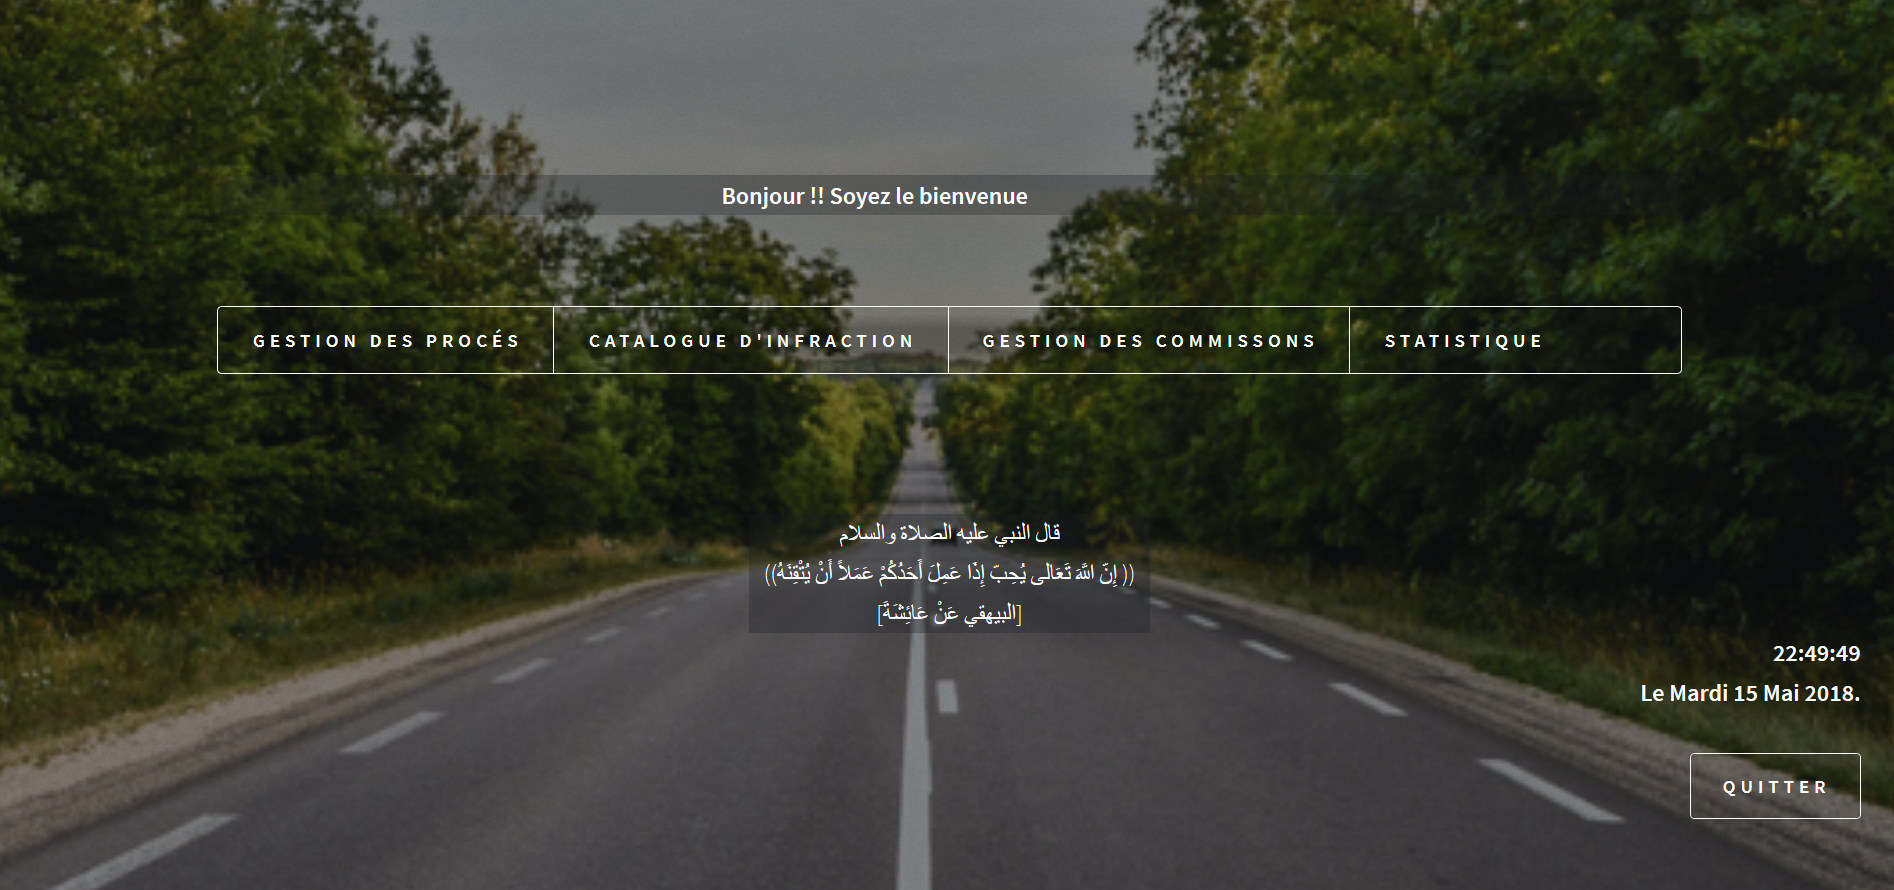 Bonjour !! Soyez le bienvenue
GESTION DES PROCÉS CATALOGUE D'INFRACTION GESTION DES COMMISSONS STATISTIQUE
قال النبي عليه الصلاة والسلام
(( إِنّ اللَّهَ تَعَالى يُحِبّ إِذَا عَمِلَ أَحَدُكُمْ عَمَلاً أَنْ يُتْقِنَهُ))
[البيهقي عَنْ عَائِشَةَ]
22:49:49
Le Mardi 15 Mai 2018.
QUITTER